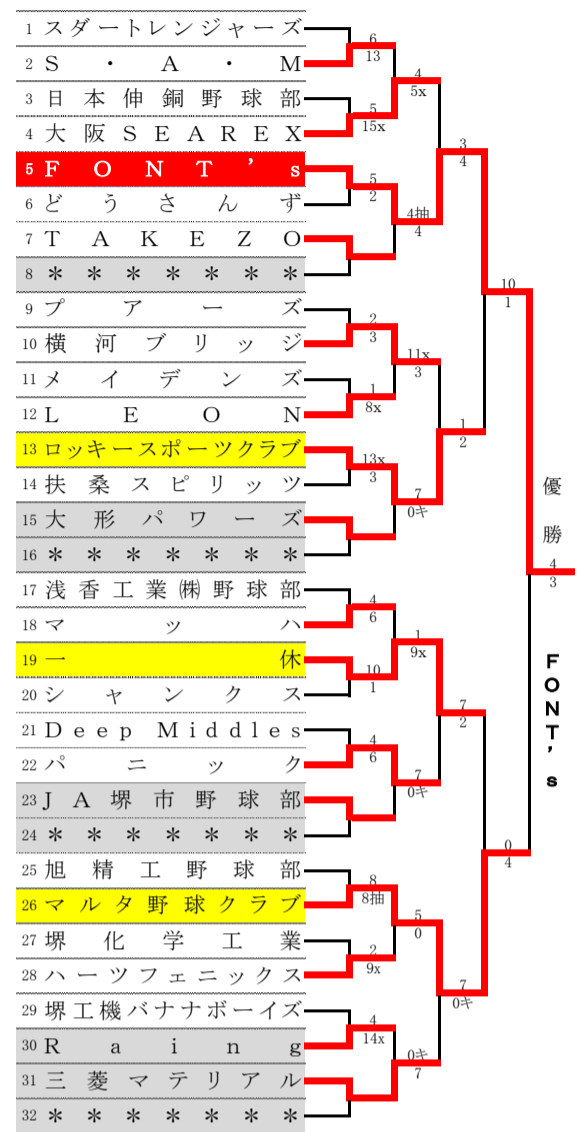 1 スダートレンジャーズ
2 S・A・M
3 日本伸銅野球部
4 大阪SEAREX
5 FONT’s
6 どうさんず
7 TAKEZO
8 *******
9 プアーズ
10 横河ブリッジ
11 メイデンズ
12 LEON
13 ロッキースポーツクラブ
14 扶桑スピリッツ
15 大形パワーズ
16 *******
17 浅香工業㈱野球部
18 マッハ
19 一休
20 シャンクス
21 Deep Middles
22 パニック
23 JA堺市野球部
24 *******
25 旭精工野球部
26 マルタ野球クラブ
27 堺化学工業
28 ハーツフェニックス
29 堺工機バナナボーイズ
30 Raing
31 三菱マテリアル
32 *******
6
13
5
15x
5
2
2
3
1
8x
13x
3
4
6
10
1
4
6
8
8抽
2
9x
4
14x
4
5x
4抽
4
11x
3
7
0キ
1
9x
7
0キ
5
0
0キ
7
3
4
1
2
7
2
7
0キ
10
1
0
4
4
3
優勝
FONT’s